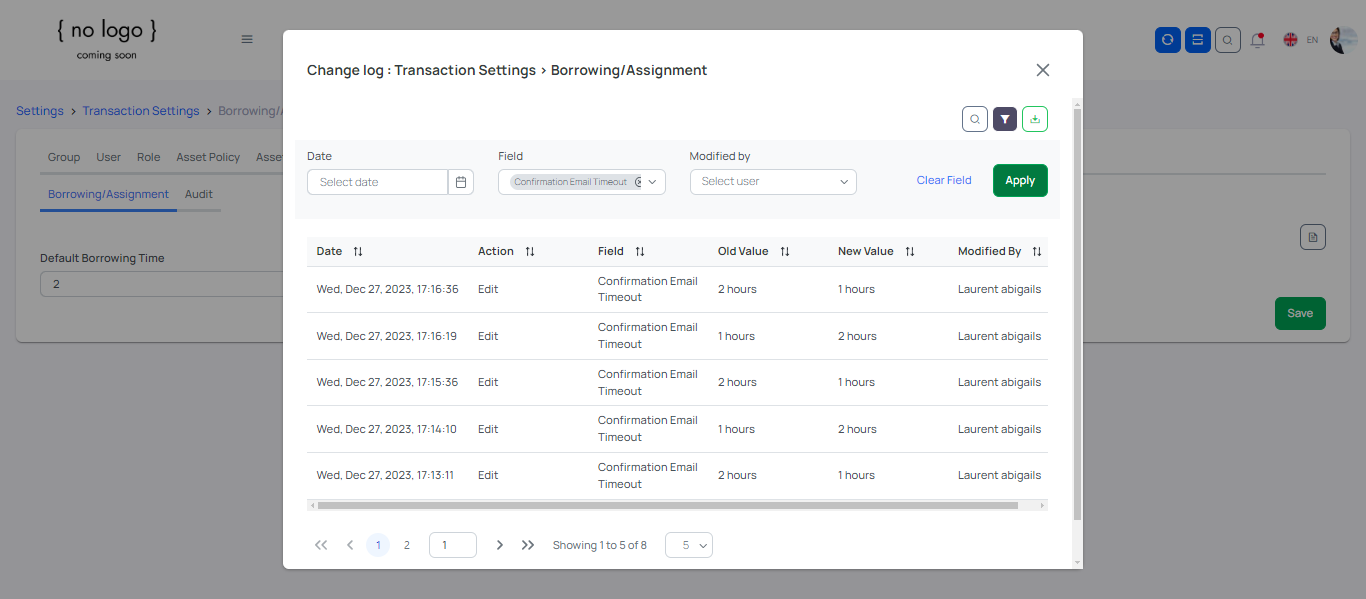 { no logo }
coming soon
EN
Settings > Transaction Settings > Borrowing/
Group User Role Asset Policy Asse
Borrowing/Assignment Audit
Default Borrowing Time
2
Save
Change log : Transaction Settings > Borrowing/Assignment
Date Field Modified by
Select date Confirmation Email Timeout Select user Clear Field Apply
Date Action Field Old Value New Value Modified By
Wed, Dec 27, 2023, 17:16:36 Edit Confirmation Email Timeout 2 hours 1 hours Laurent abigails
Wed, Dec 27, 2023, 17:16:19 Edit Confirmation Email Timeout 1 hours 2 hours Laurent abigails
Wed, Dec 27, 2023, 17:15:36 Edit Confirmation Email Timeout 2 hours 1 hours Laurent abigails
Wed, Dec 27, 2023, 17:14:10 Edit Confirmation Email Timeout 1 hours 2 hours Laurent abigails
Wed, Dec 27, 2023, 17:13:11 Edit Confirmation Email Timeout 2 hours 1 hours Laurent abigails
1 2 1 Showing 1 to 5 of 8 5